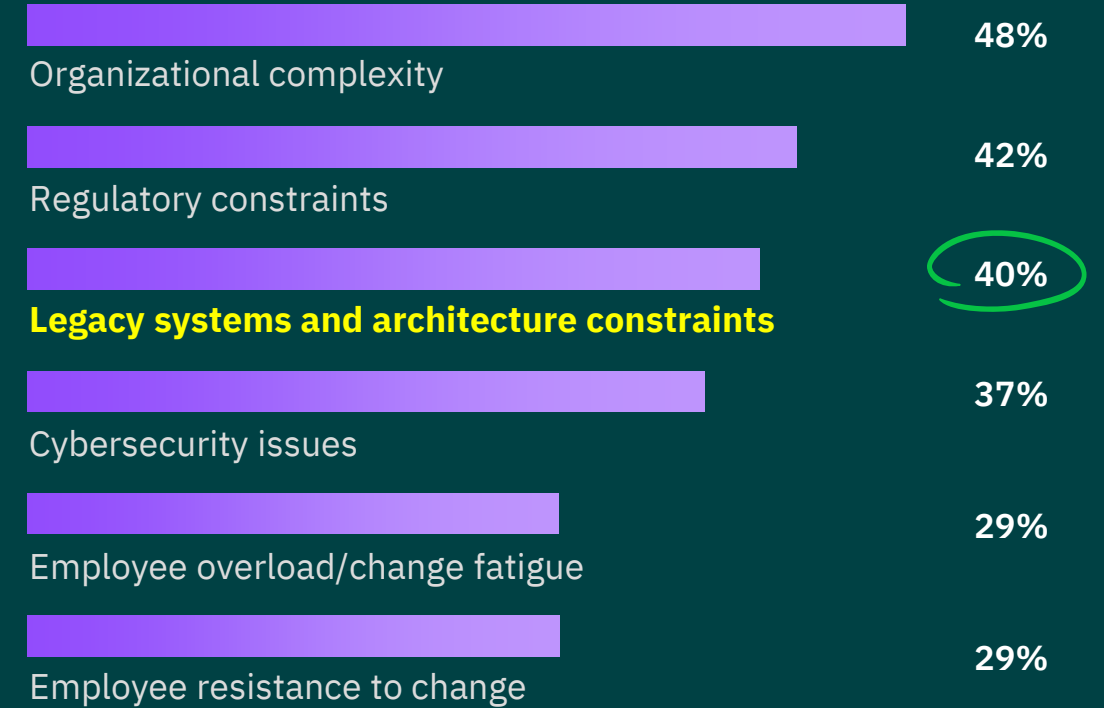 48%
Organizational complexity
42%
Regulatory constraints
40%
Legacy systems and architecture constraints
37%
Cybersecurity issues
29%
Employee overload/change fatigue
29%
Employee resistance to change